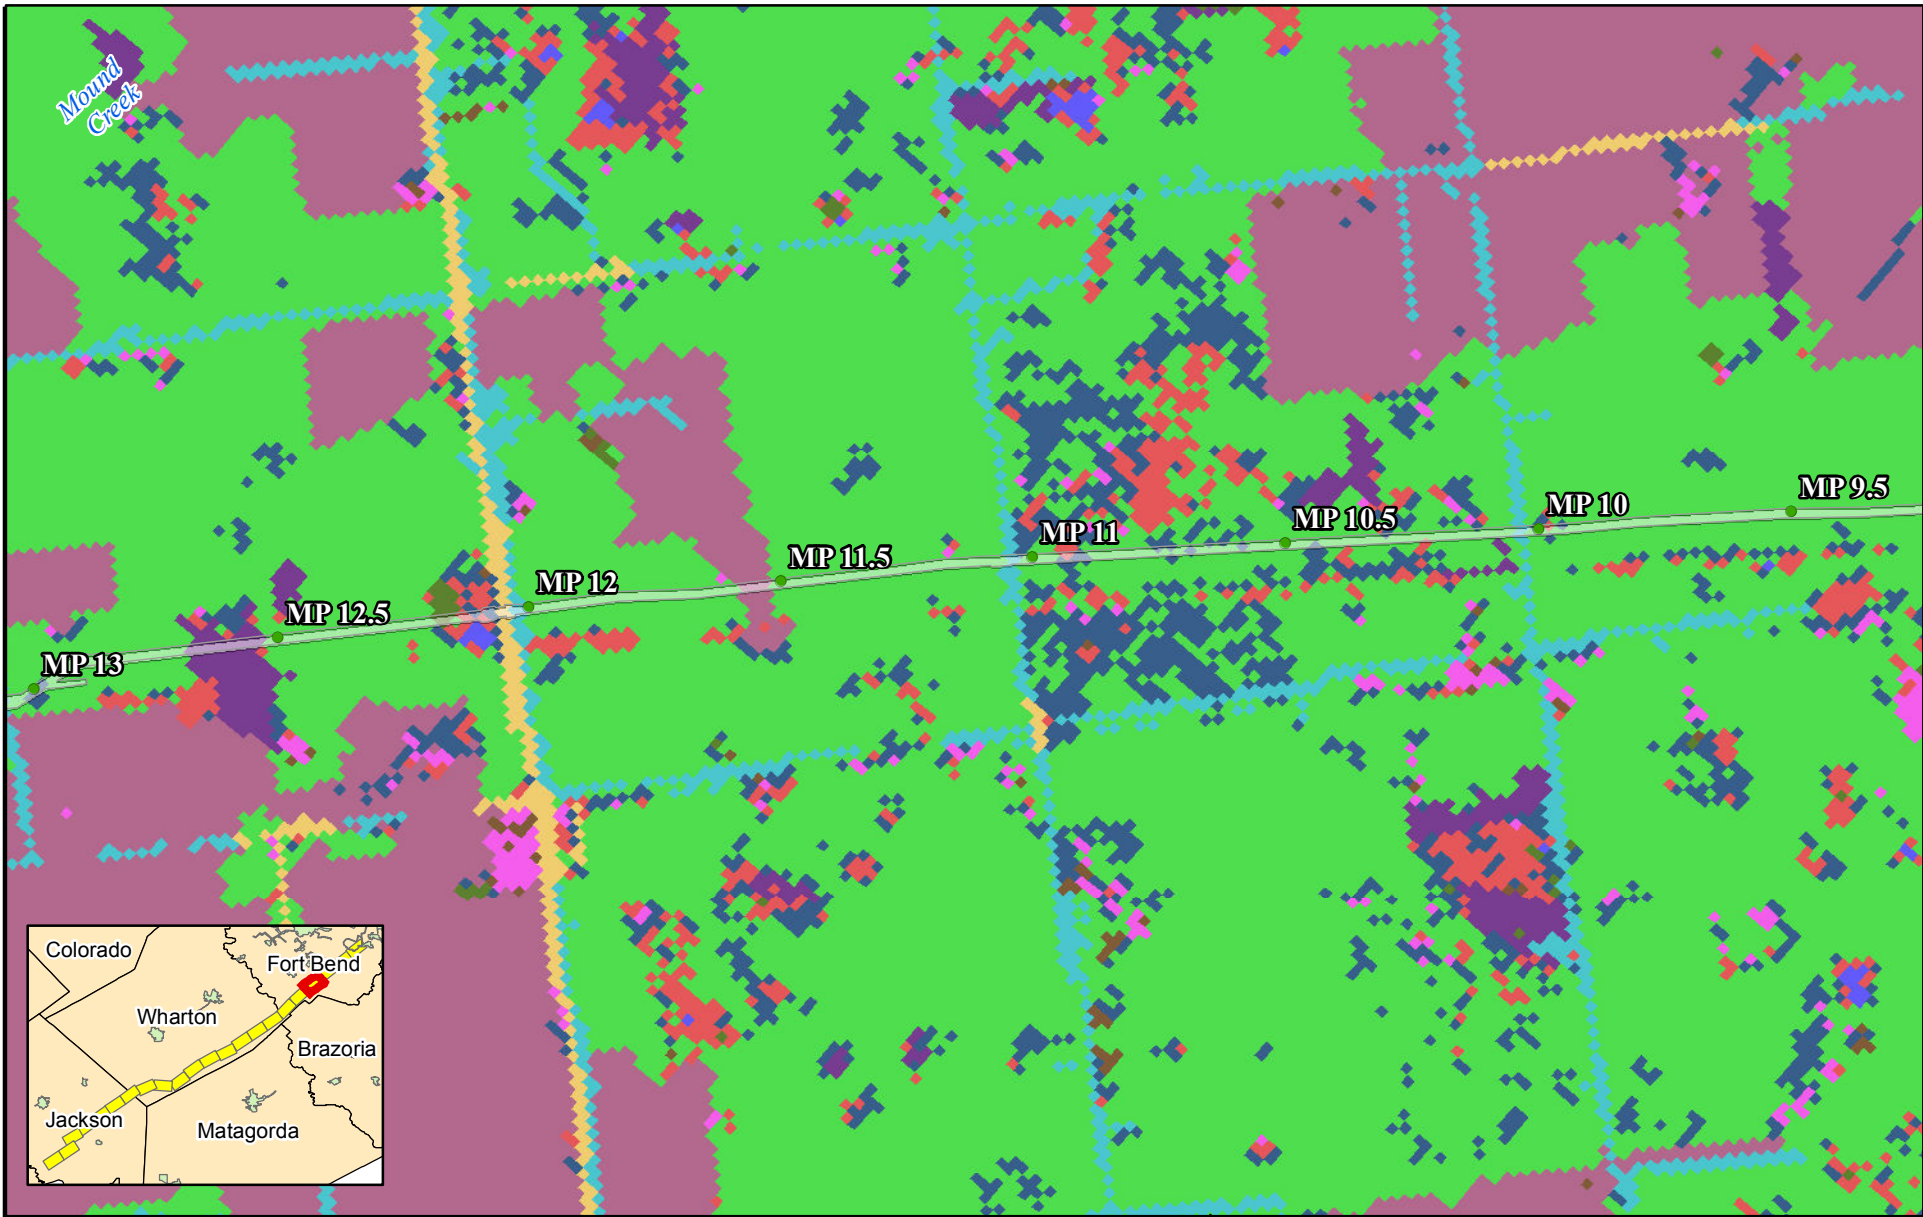 Mound
Creek
MP 9.5
MP 10
MP 10.5
MP 11
MP 11.5
MP 12
MP 12.5
MP 13
Colorado
Fort Bend
Wharton
Brazoria
Jackson
Matagorda